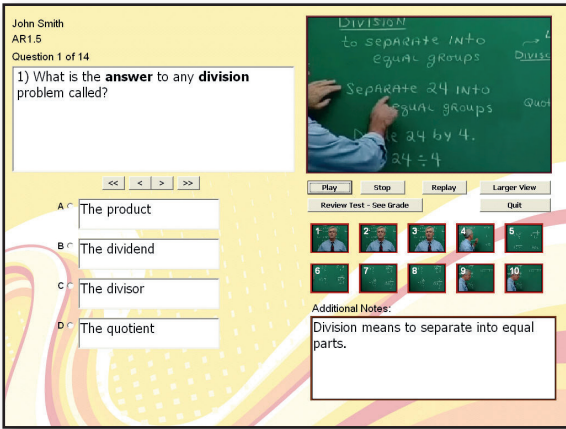 John Smith
AR1.5
Question 1 of 14
1) What is the answer to any division
problem called?
<< < > >>
A The product
B The dividend
C The divisor
D The quotient
DIVISION
to SEPARAte INto
EQUAL GROUPS
SEPARAte 24 INto
EQUAL GROUPS
24 by 4.
24 ÷ 4
Play Stop Replay Larger View
Review Test - See Grade Quit
1 2 3 4 5
6 7 8 9 10
Additional Notes:
Division means to separate into equal
parts.